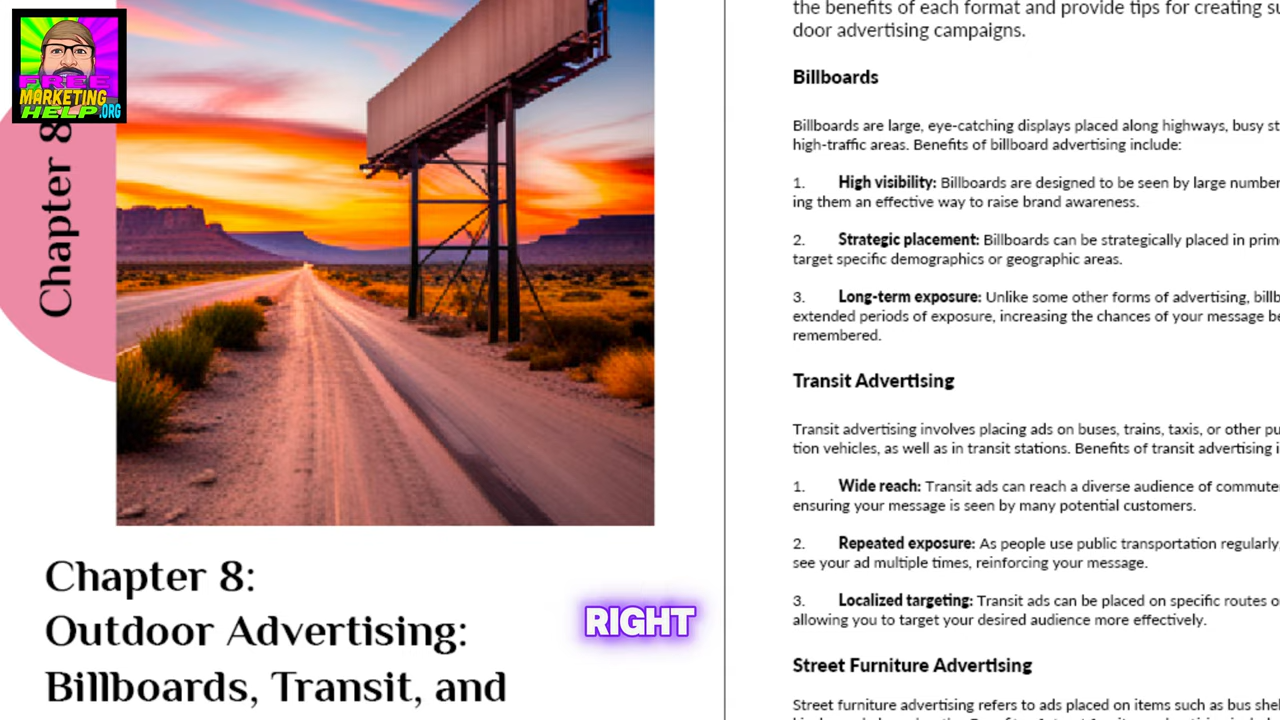 FREE
MARKETING
HELP.ORG
Chapter 8
Chapter 8:
Outdoor Advertising:
Billboards, Transit, and
RIGHT
the benefits of each format and provide tips for creating
door advertising campaigns.
Billboards
Billboards are large, eye-catching displays placed along highways, busy
high-traffic areas. Benefits of billboard advertising include:
1. High visibility: Billboards are designed to be seen by large
ing them an effective way to raise brand awareness.
2. Strategic placement: Billboards can be strategically placed in
target specific demographics or geographic areas.
3. Long-term exposure: Unlike some other forms of advertising,
extended periods of exposure, increasing the chances of your message
remembered.
Transit Advertising
Transit advertising involves placing ads on buses, trains, taxis, or other
tion vehicles, as well as in transit stations. Benefits of transit advertising
1. Wide reach: Transit ads can reach a diverse audience of
ensuring your message is seen by many potential customers.
2. Repeated exposure: As people use public transportation regularly,
see your ad multiple times, reinforcing your message.
3. Localized targeting: Transit ads can be placed on specific routes
allowing you to target your desired audience more effectively.
Street Furniture Advertising
Street furniture advertising refers to ads placed on items such as bus